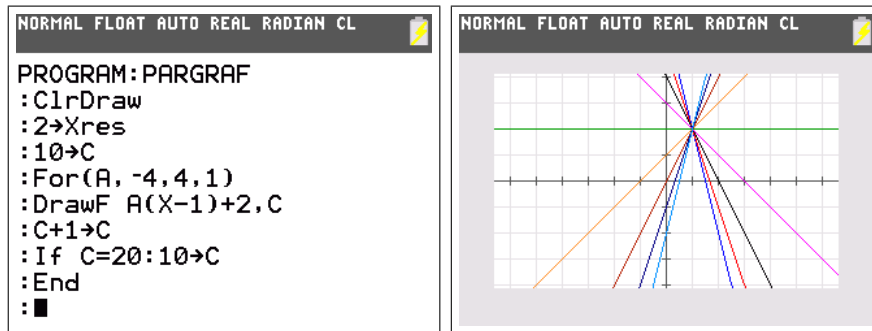 NORMAL FLOAT AUTO REAL RADIAN CL
PROGRAM:PARGRAF
:ClrDraw
:2→Xres
:10→C
:For(A,⁻4,4,1)
:DrawF A(X-1)+2,C
:C+1→C
:If C=20:10→C
:End
:
NORMAL FLOAT AUTO REAL RADIAN CL